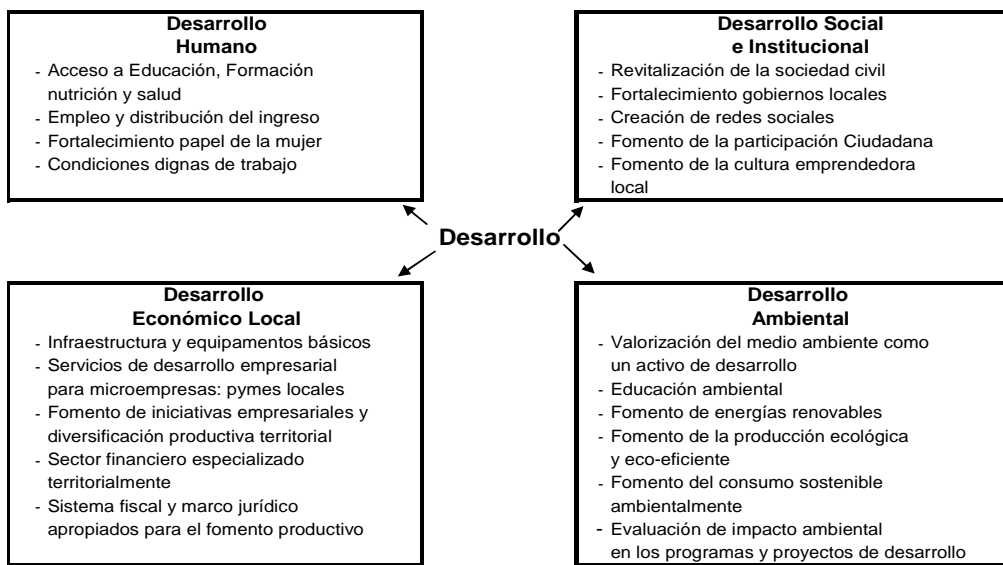 Desarrollo
Humano
- Acceso a Educación, Formación
nutrición y salud
- Empleo y distribución del ingreso
- Fortalecimiento papel de la mujer
- Condiciones dignas de trabajo
Desarrollo Social
e Institucional
- Revitalización de la sociedad civil
- Fortalecimiento gobiernos locales
- Creación de redes sociales
- Fomento de la participación Ciudadana
- Fomento de la cultura emprendedora
local
Desarrollo
Desarrollo
Económico Local
- Infraestructura y equipamentos básicos
- Servicios de desarrollo empresarial
para microempresas: pymes locales
- Fomento de iniciativas empresariales y
diversificación productiva territorial
- Sector financiero especializado
territorialmente
- Sistema fiscal y marco jurídico
apropiados para el fomento productivo
Desarrollo
Ambiental
- Valorización del medio ambiente como
un activo de desarrollo
- Educación ambiental
- Fomento de energías renovables
- Fomento de la producción ecológica
y eco-eficiente
- Fomento del consumo sostenible
ambientalmente
- Evaluación de impacto ambiental
en los programas y proyectos de desarrollo